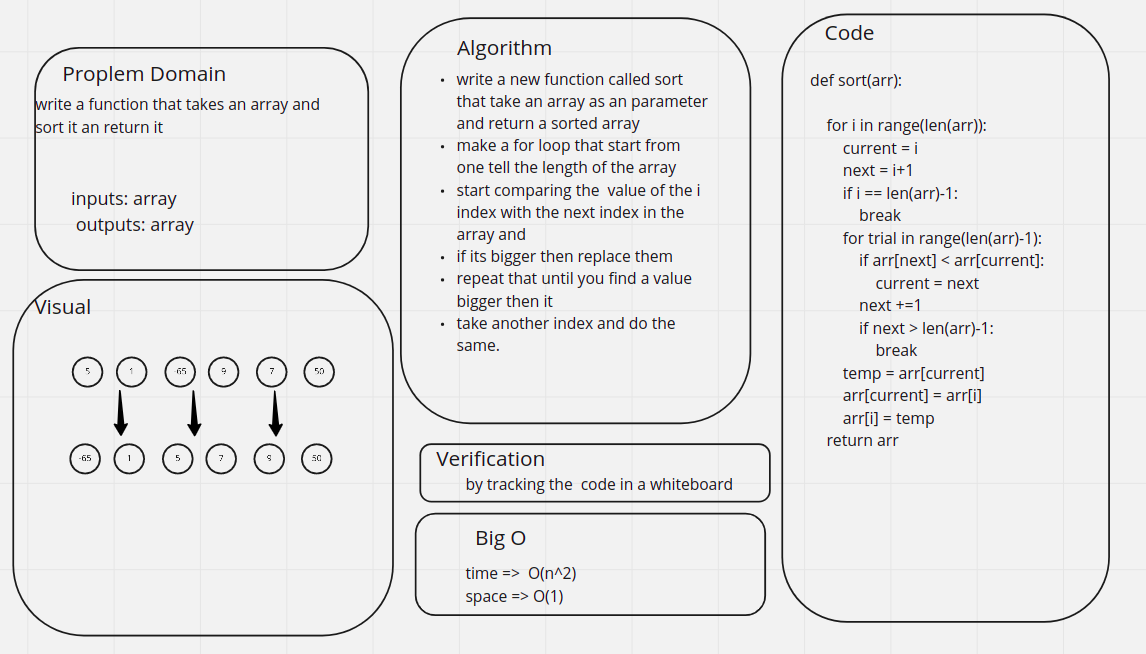 Proplem Domain
write a function that takes an array and
sort it an return it
inputs: array
outputs: array
Visual
5 1 -65 9 7 50
-65 1 5 7 9 50
Algorithm
• write a new function called sort
that take an array as an parameter
and return a sorted array
• make a for loop that start from
one tell the length of the array
• start comparing the  value of the i
index with the next index in the
array and
• if its bigger then replace them
• repeat that until you find a value
bigger then it
• take another index and do the
same.
Verification
by tracking the  code in a whiteboard
Big O
time =>  O(n^2)
space => O(1)
Code
def sort(arr):
for i in range(len(arr)):
current = i
next = i+1
if i == len(arr)-1:
break
for trial in range(len(arr)-1):
if arr[next] < arr[current]:
current = next
next +=1
if next > len(arr)-1:
break
temp = arr[current]
arr[current] = arr[i]
arr[i] = temp
return arr